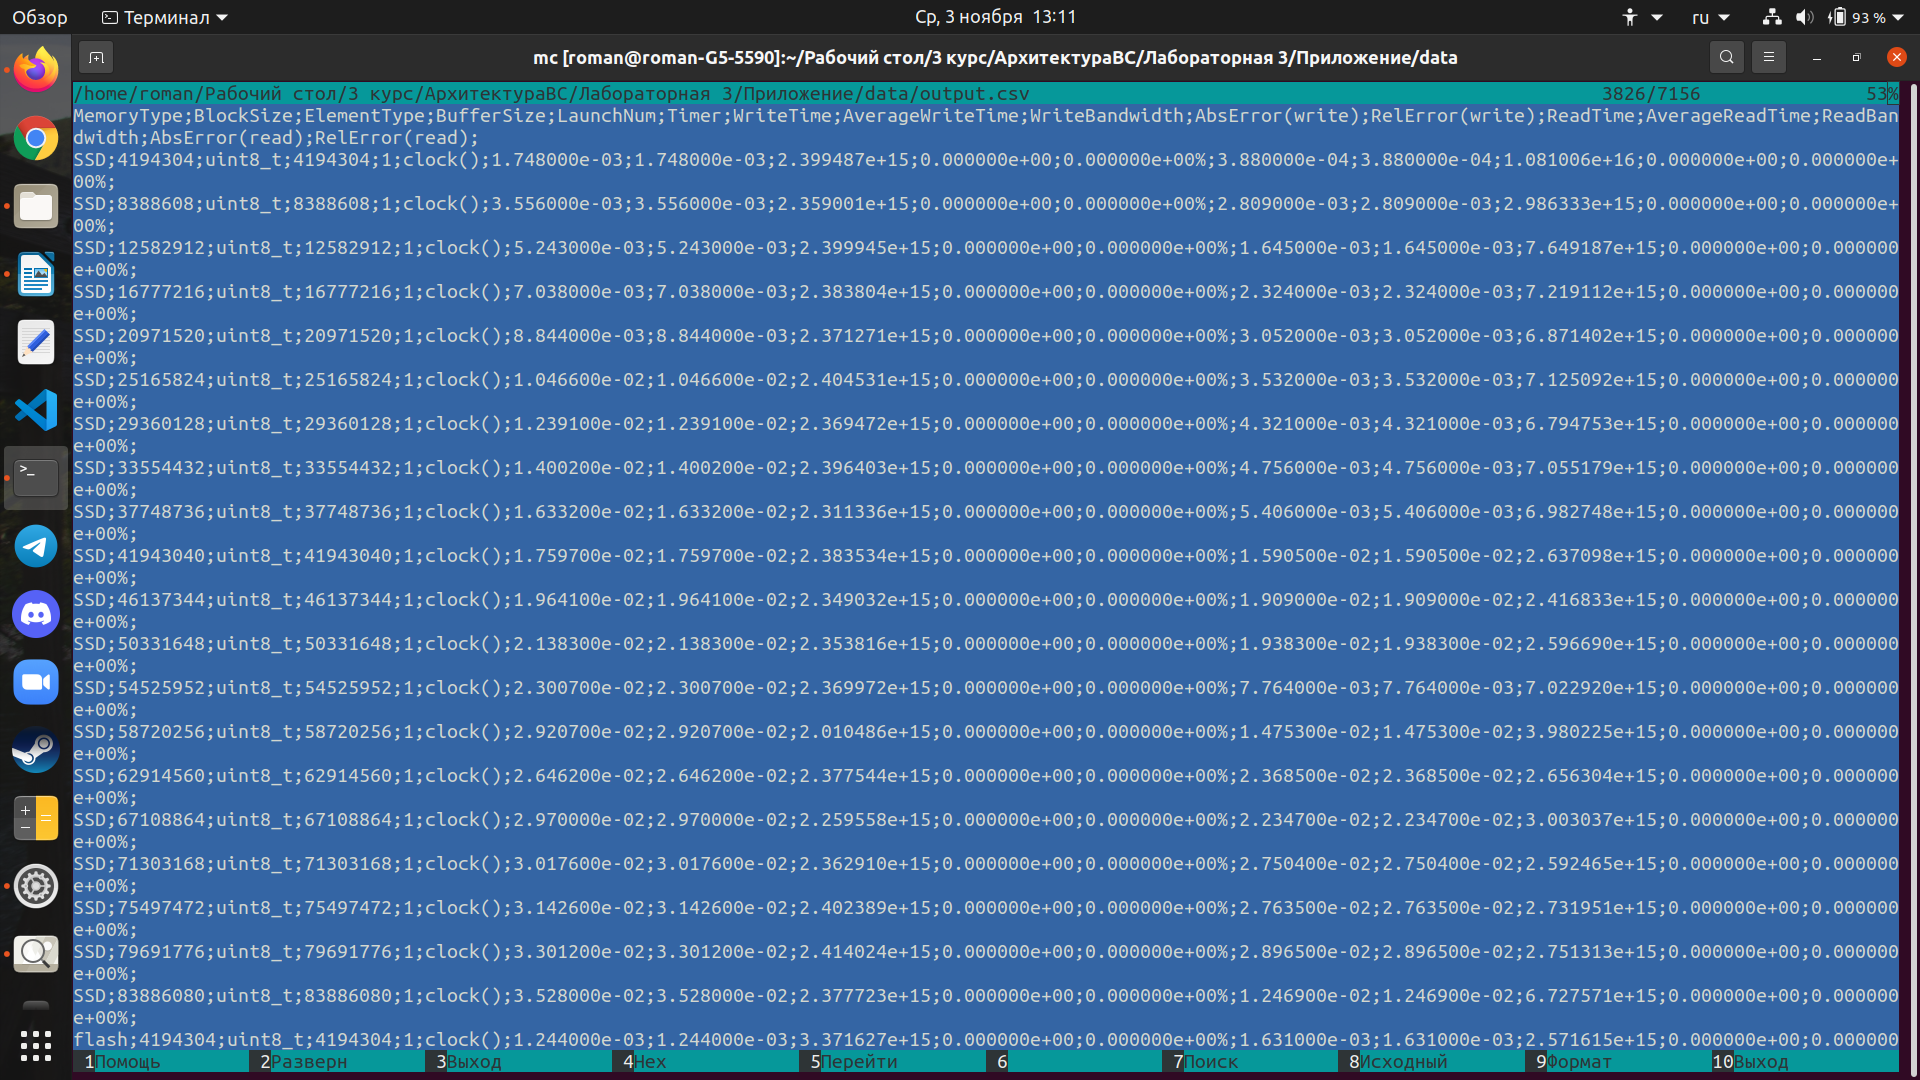 Обзор
Терминал
Ср, 3 ноября 13:11
ru
93 %
mc [roman@roman-G5-5590]:~/Рабочий стол/3 курс/АрхитектураВС/Лабораторная 3/Приложение/data
/home/roman/Рабочий стол/3 курс/АрхитектураВС/Лабораторная 3/Приложение/data/output.csv 3826/7156 53%
MemoryType;BlockSize;ElementType;BufferSize;LaunchNum;Timer;WriteTime;AverageWriteTime;WriteBandwidth;AbsError(write);RelError(write);ReadTime;AverageReadTime;ReadBan
dwidth;AbsError(read);RelError(read);
SSD;4194304;uint8_t;4194304;1;clock();1.748000e-03;1.748000e-03;2.399487e+15;0.000000e+00;0.000000e+00%;3.880000e-04;3.880000e-04;1.081006e+16;0.000000e+00;0.000000e+
00%;
SSD;8388608;uint8_t;8388608;1;clock();3.556000e-03;3.556000e-03;2.359001e+15;0.000000e+00;0.000000e+00%;2.809000e-03;2.809000e-03;2.986333e+15;0.000000e+00;0.000000e+
00%;
SSD;12582912;uint8_t;12582912;1;clock();5.243000e-03;5.243000e-03;2.399945e+15;0.000000e+00;0.000000e+00%;1.645000e-03;1.645000e-03;7.649187e+15;0.000000e+00;0.000000
e+00%;
SSD;16777216;uint8_t;16777216;1;clock();7.038000e-03;7.038000e-03;2.383804e+15;0.000000e+00;0.000000e+00%;2.324000e-03;2.324000e-03;7.219112e+15;0.000000e+00;0.000000
e+00%;
SSD;20971520;uint8_t;20971520;1;clock();8.844000e-03;8.844000e-03;2.371271e+15;0.000000e+00;0.000000e+00%;3.052000e-03;3.052000e-03;6.871402e+15;0.000000e+00;0.000000
e+00%;
SSD;25165824;uint8_t;25165824;1;clock();1.046600e-02;1.046600e-02;2.404531e+15;0.000000e+00;0.000000e+00%;3.532000e-03;3.532000e-03;7.125092e+15;0.000000e+00;0.000000
e+00%;
SSD;29360128;uint8_t;29360128;1;clock();1.239100e-02;1.239100e-02;2.369472e+15;0.000000e+00;0.000000e+00%;4.321000e-03;4.321000e-03;6.794753e+15;0.000000e+00;0.000000
e+00%;
SSD;33554432;uint8_t;33554432;1;clock();1.400200e-02;1.400200e-02;2.396403e+15;0.000000e+00;0.000000e+00%;4.756000e-03;4.756000e-03;7.055179e+15;0.000000e+00;0.000000
e+00%;
SSD;37748736;uint8_t;37748736;1;clock();1.633200e-02;1.633200e-02;2.311336e+15;0.000000e+00;0.000000e+00%;5.406000e-03;5.406000e-03;6.982748e+15;0.000000e+00;0.000000
e+00%;
SSD;41943040;uint8_t;41943040;1;clock();1.759700e-02;1.759700e-02;2.383534e+15;0.000000e+00;0.000000e+00%;1.590500e-02;1.590500e-02;2.637098e+15;0.000000e+00;0.000000
e+00%;
SSD;46137344;uint8_t;46137344;1;clock();1.964100e-02;1.964100e-02;2.349032e+15;0.000000e+00;0.000000e+00%;1.909000e-02;1.909000e-02;2.416833e+15;0.000000e+00;0.000000
e+00%;
SSD;50331648;uint8_t;50331648;1;clock();2.138300e-02;2.138300e-02;2.353816e+15;0.000000e+00;0.000000e+00%;1.938300e-02;1.938300e-02;2.596690e+15;0.000000e+00;0.000000
e+00%;
SSD;54525952;uint8_t;54525952;1;clock();2.300700e-02;2.300700e-02;2.369972e+15;0.000000e+00;0.000000e+00%;7.764000e-03;7.764000e-03;7.022920e+15;0.000000e+00;0.000000
e+00%;
SSD;58720256;uint8_t;58720256;1;clock();2.920700e-02;2.920700e-02;2.010486e+15;0.000000e+00;0.000000e+00%;1.475300e-02;1.475300e-02;3.980225e+15;0.000000e+00;0.000000
e+00%;
SSD;62914560;uint8_t;62914560;1;clock();2.646200e-02;2.646200e-02;2.377544e+15;0.000000e+00;0.000000e+00%;2.368500e-02;2.368500e-02;2.656304e+15;0.000000e+00;0.000000
e+00%;
SSD;67108864;uint8_t;67108864;1;clock();2.970000e-02;2.970000e-02;2.259558e+15;0.000000e+00;0.000000e+00%;2.234700e-02;2.234700e-02;3.003037e+15;0.000000e+00;0.000000
e+00%;
SSD;71303168;uint8_t;71303168;1;clock();3.017600e-02;3.017600e-02;2.362910e+15;0.000000e+00;0.000000e+00%;2.750400e-02;2.750400e-02;2.592465e+15;0.000000e+00;0.000000
e+00%;
SSD;75497472;uint8_t;75497472;1;clock();3.142600e-02;3.142600e-02;2.402389e+15;0.000000e+00;0.000000e+00%;2.763500e-02;2.763500e-02;2.731951e+15;0.000000e+00;0.000000
e+00%;
SSD;79691776;uint8_t;79691776;1;clock();3.301200e-02;3.301200e-02;2.414024e+15;0.000000e+00;0.000000e+00%;2.896500e-02;2.896500e-02;2.751313e+15;0.000000e+00;0.000000
e+00%;
SSD;83886080;uint8_t;83886080;1;clock();3.528000e-02;3.528000e-02;2.377723e+15;0.000000e+00;0.000000e+00%;1.246900e-02;1.246900e-02;6.727571e+15;0.000000e+00;0.000000
e+00%;
flash;4194304;uint8_t;4194304;1;clock();1.244000e-03;1.244000e-03;3.371627e+15;0.000000e+00;0.000000e+00%;1.631000e-03;1.631000e-03;2.571615e+15;0.000000e+00;0.000000
1Помощь 2Разверн 3Выход 4Hex 5Перейти 6 7Поиск 8Исходный 9Формат 10Выход